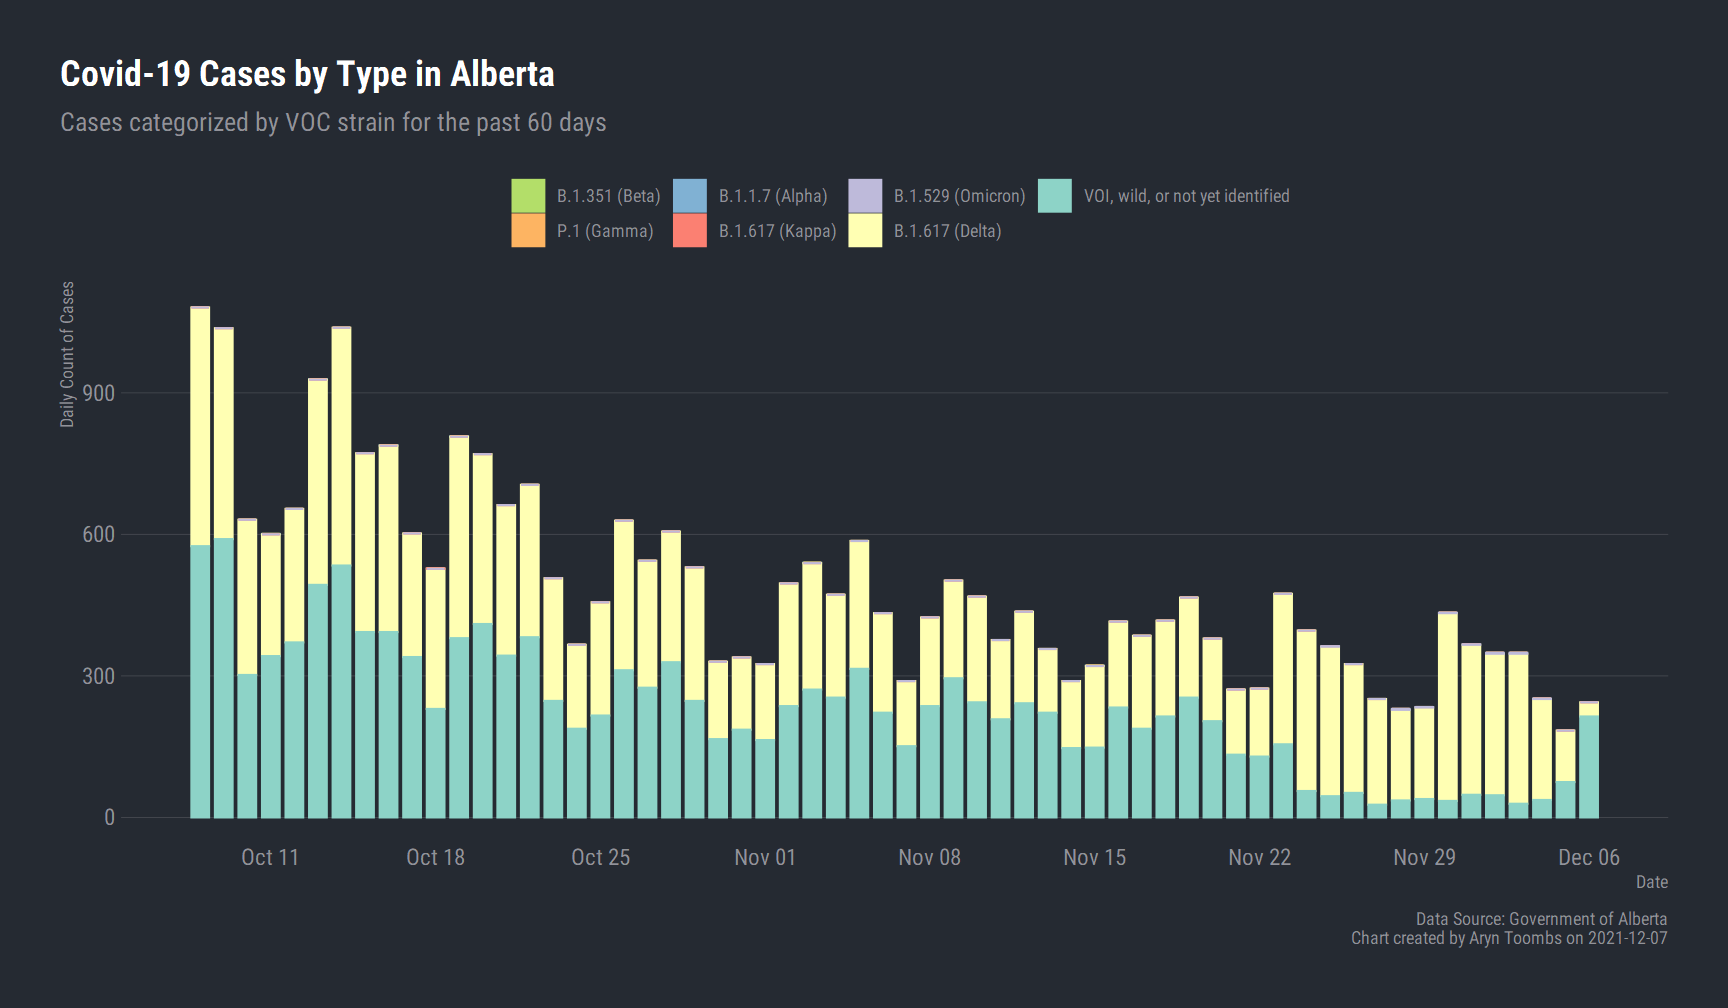 Covid-19 Cases by Type in Alberta
Cases categorized by VOC strain for the past 60 days
B.1.351 (Beta) B.1.1.7 (Alpha) B.1.529 (Omicron) VOI, wild, or not yet identified
P.1 (Gamma) B.1.617 (Kappa) B.1.617 (Delta)
Daily Count of Cases
900
600
300
0
Oct 11 Oct 18 Oct 25 Nov 01 Nov 08 Nov 15 Nov 22 Nov 29 Dec 06
Date
Data Source: Government of Alberta
Chart created by Aryn Toombs on 2021-12-07